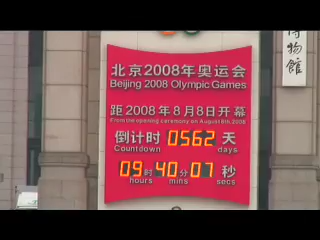 北京2008年奥运会
Beijing 2008 Olympic Games
距2008年8月8日开幕
From the opening ceremony on August 8th, 2008
倒计时 0562 天
Countdown days
09 时 40 分 07 秒
hours mins secs
博物館